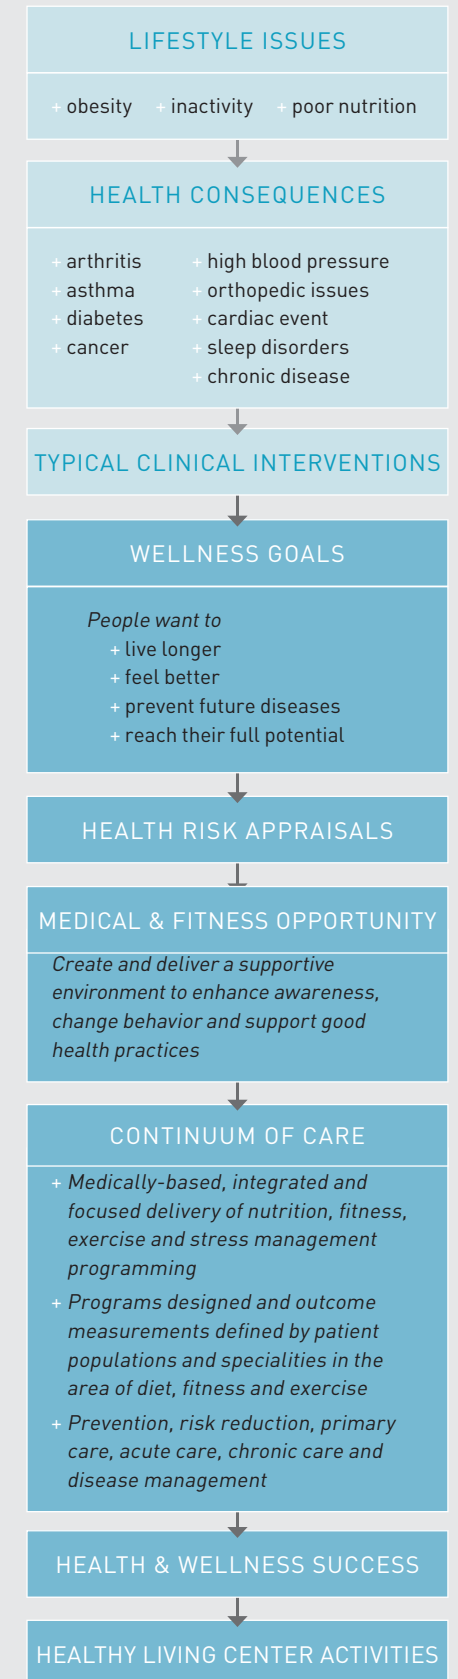 LIFESTYLE ISSUES
+ obesity + inactivity + poor nutrition
HEALTH CONSEQUENCES
+ arthritis
+ asthma
+ diabetes
+ cancer
+ high blood pressure
+ orthopedic issues
+ cardiac event
+ sleep disorders
+ chronic disease
TYPICAL CLINICAL INTERVENTIONS
WELLNESS GOALS
People want to
+ live longer
+ feel better
+ prevent future diseases
+ reach their full potential
HEALTH RISK APPRAISALS
MEDICAL & FITNESS OPPORTUNITY
Create and deliver a supportive
environment to enhance awareness,
change behavior and support good
health practices
CONTINUUM OF CARE
+ Medically-based, integrated and
focused delivery of nutrition, fitness,
exercise and stress management
programming
+ Programs designed and outcome
measurements defined by patient
populations and specialities in the
area of diet, fitness and exercise
+ Prevention, risk reduction, primary
care, acute care, chronic care and
disease management
HEALTH & WELLNESS SUCCESS
HEALTHY LIVING CENTER ACTIVITIES